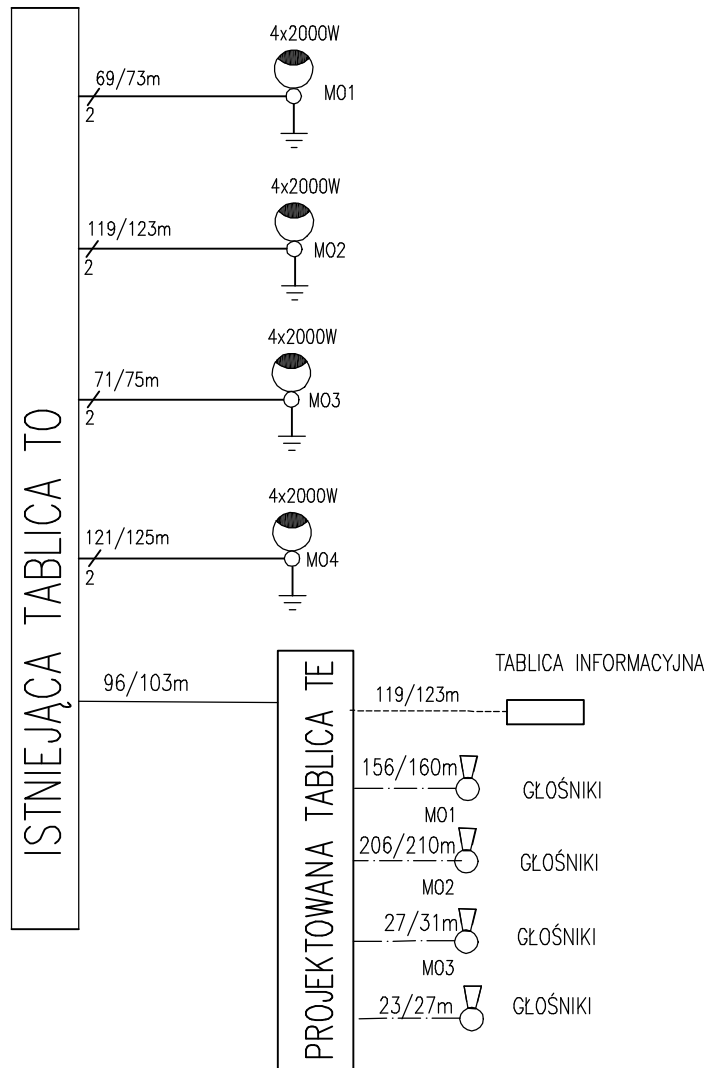 4x2000W
69/73m
MO1
2
4x2000W
119/123m
MO2
2
4x2000W
71/75m
MO3
2
4x2000W
121/125m
MO4
2
ISTNIEJĄCA TABLICA TO
96/103m
PROJEKTOWANA TABLICA TE
TABLICA INFORMACYJNA
119/123m
156/160m
GŁOŚNIKI
MO1
206/210m
GŁOŚNIKI
MO2
27/31m
GŁOŚNIKI
MO3
23/27m
GŁOŚNIKI